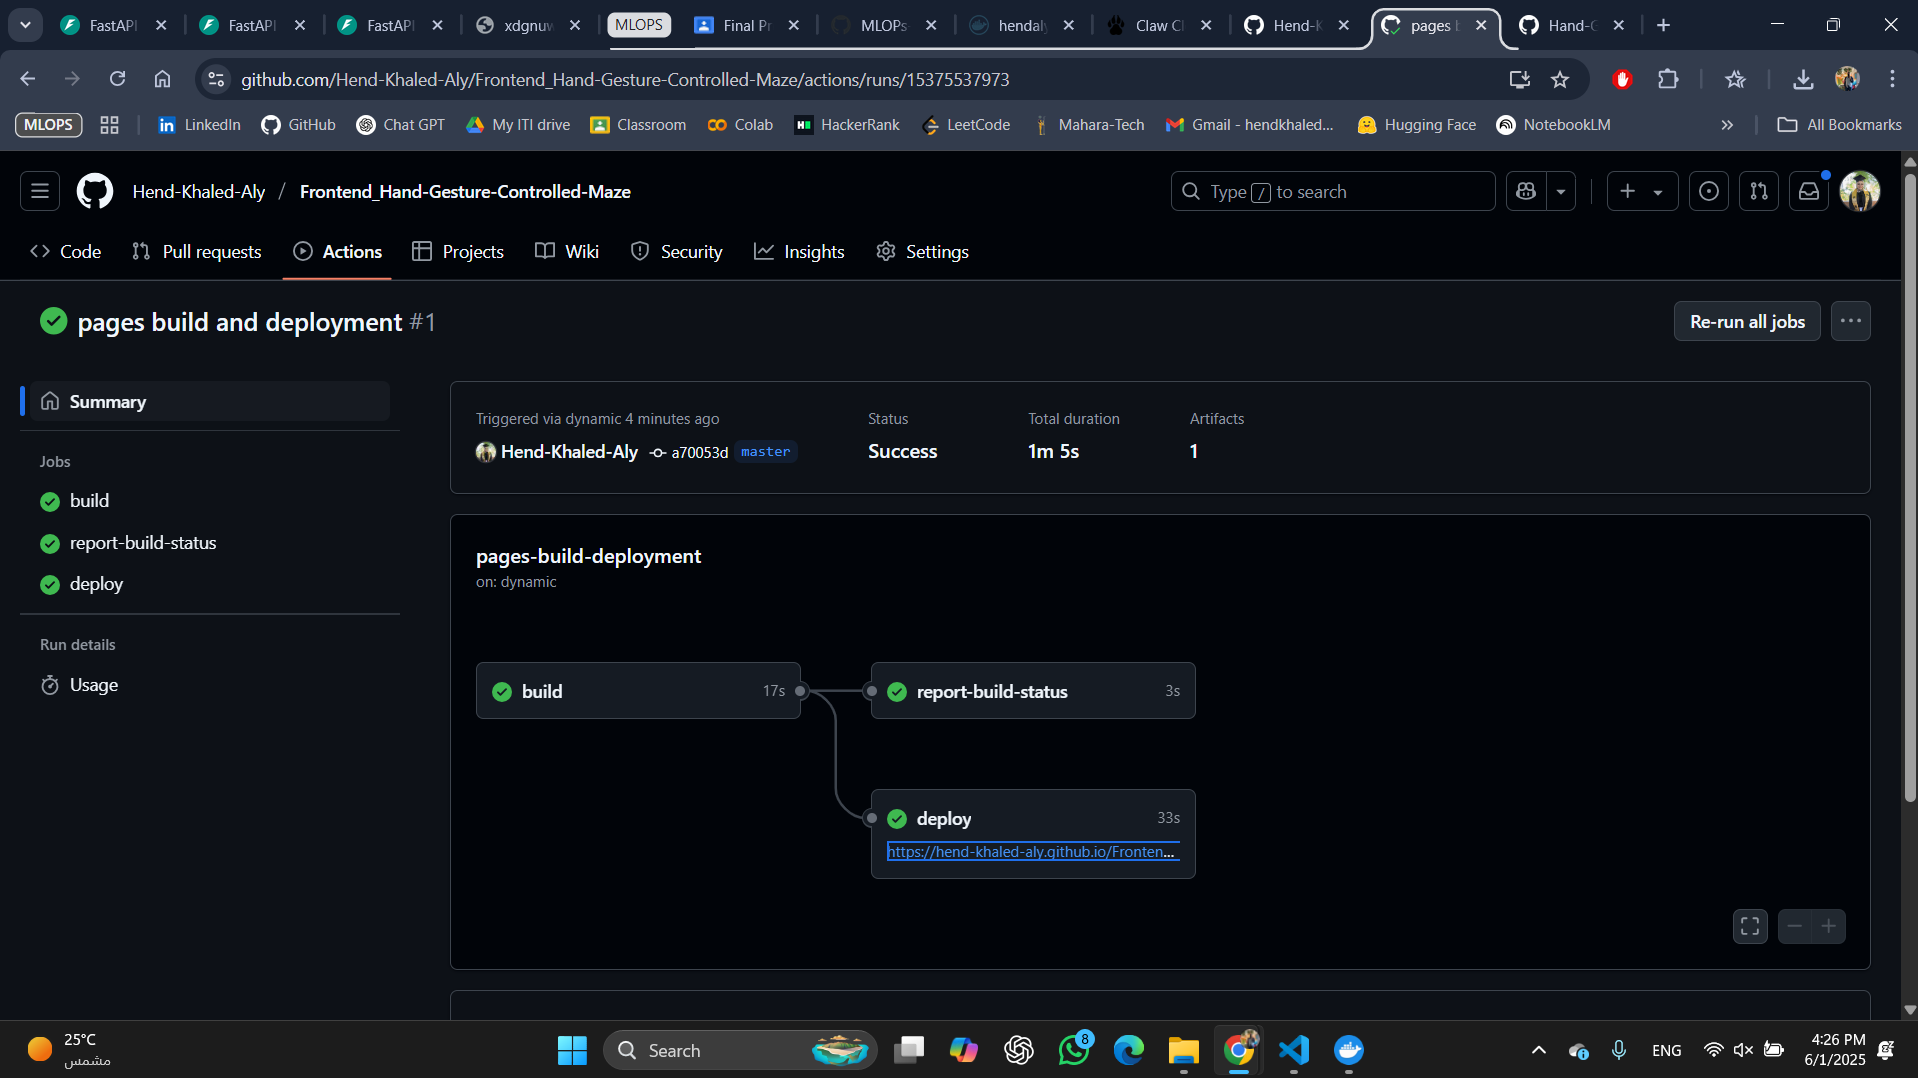 FastAPI
FastAPI
FastAPI
xdgnuw
MLOPS
Final Pr
MLOPs
hendaly
Claw Cl
Hend-K
pages b
Hand-G
github.com/Hend-Khaled-Aly/Frontend_Hand-Gesture-Controlled-Maze/actions/runs/15375537973
MLOPS
LinkedIn
GitHub
Chat GPT
My ITI drive
Classroom
Colab
HackerRank
LeetCode
Mahara-Tech
Gmail - hendkhaled...
Hugging Face
NotebookLM
All Bookmarks
Hend-Khaled-Aly / Frontend_Hand-Gesture-Controlled-Maze
Type / to search
Code
Pull requests
Actions
Projects
Wiki
Security
Insights
Settings
pages build and deployment #1
Re-run all jobs
Summary
Jobs
build
report-build-status
deploy
Run details
Usage
Triggered via dynamic 4 minutes ago
Hend-Khaled-Aly a70053d master
Status
Success
Total duration
1m 5s
Artifacts
1
pages-build-deployment
on: dynamic
build 17s
report-build-status 3s
deploy 33s
https://hend-khaled-aly.github.io/Fronten...
25°C
مشمس
Search
8
ENG
4:26 PM
6/1/2025